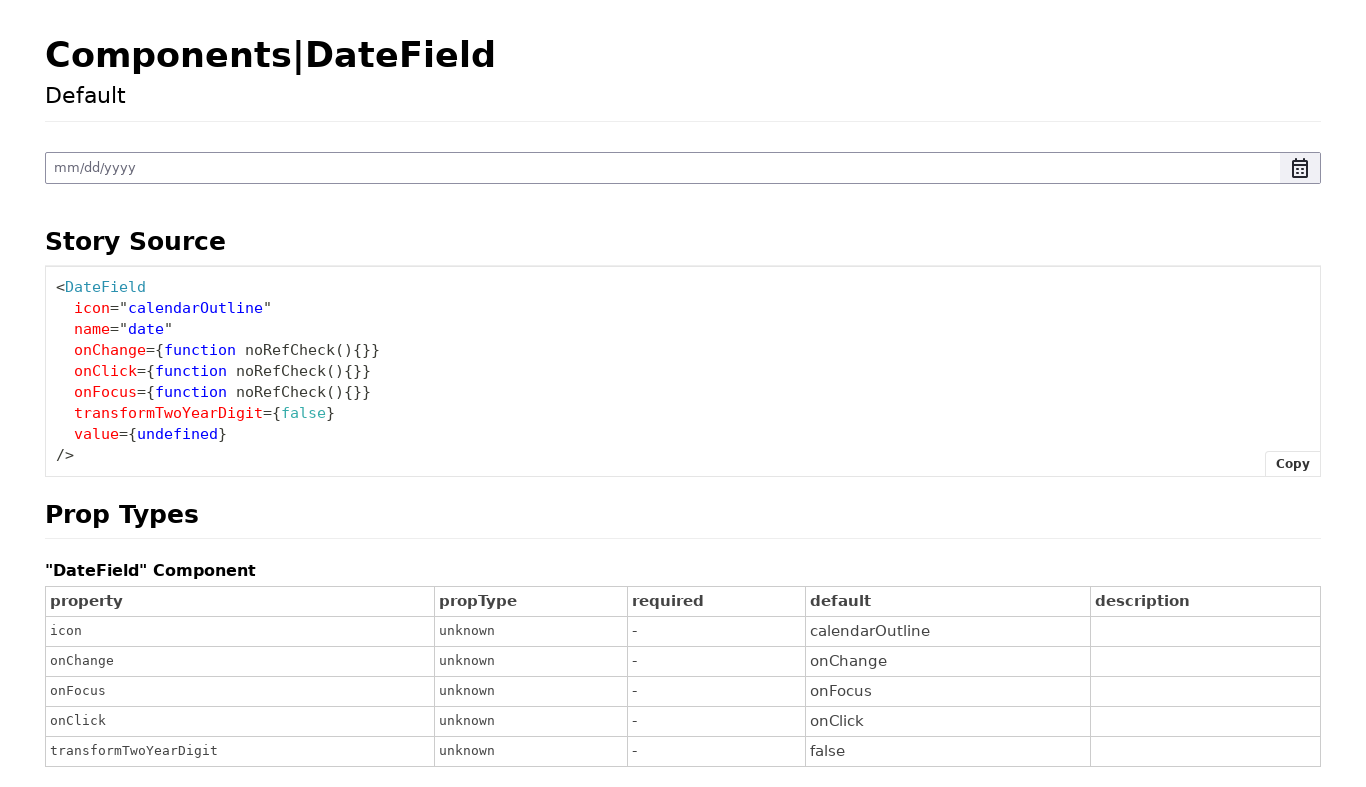 Components|DateField
Default
mm/dd/yyyy
Story Source
<DateField
  icon="calendarOutline"
  name="date"
  onChange={function noRefCheck(){}}
  onClick={function noRefCheck(){}}
  onFocus={function noRefCheck(){}}
  transformTwoYearDigit={false}
  value={undefined}
/>
Copy
Prop Types
"DateField" Component
property propType required default description
icon unknown - calendarOutline
onChange unknown - onChange
onFocus unknown - onFocus
onClick unknown - onClick
transformTwoYearDigit unknown - false